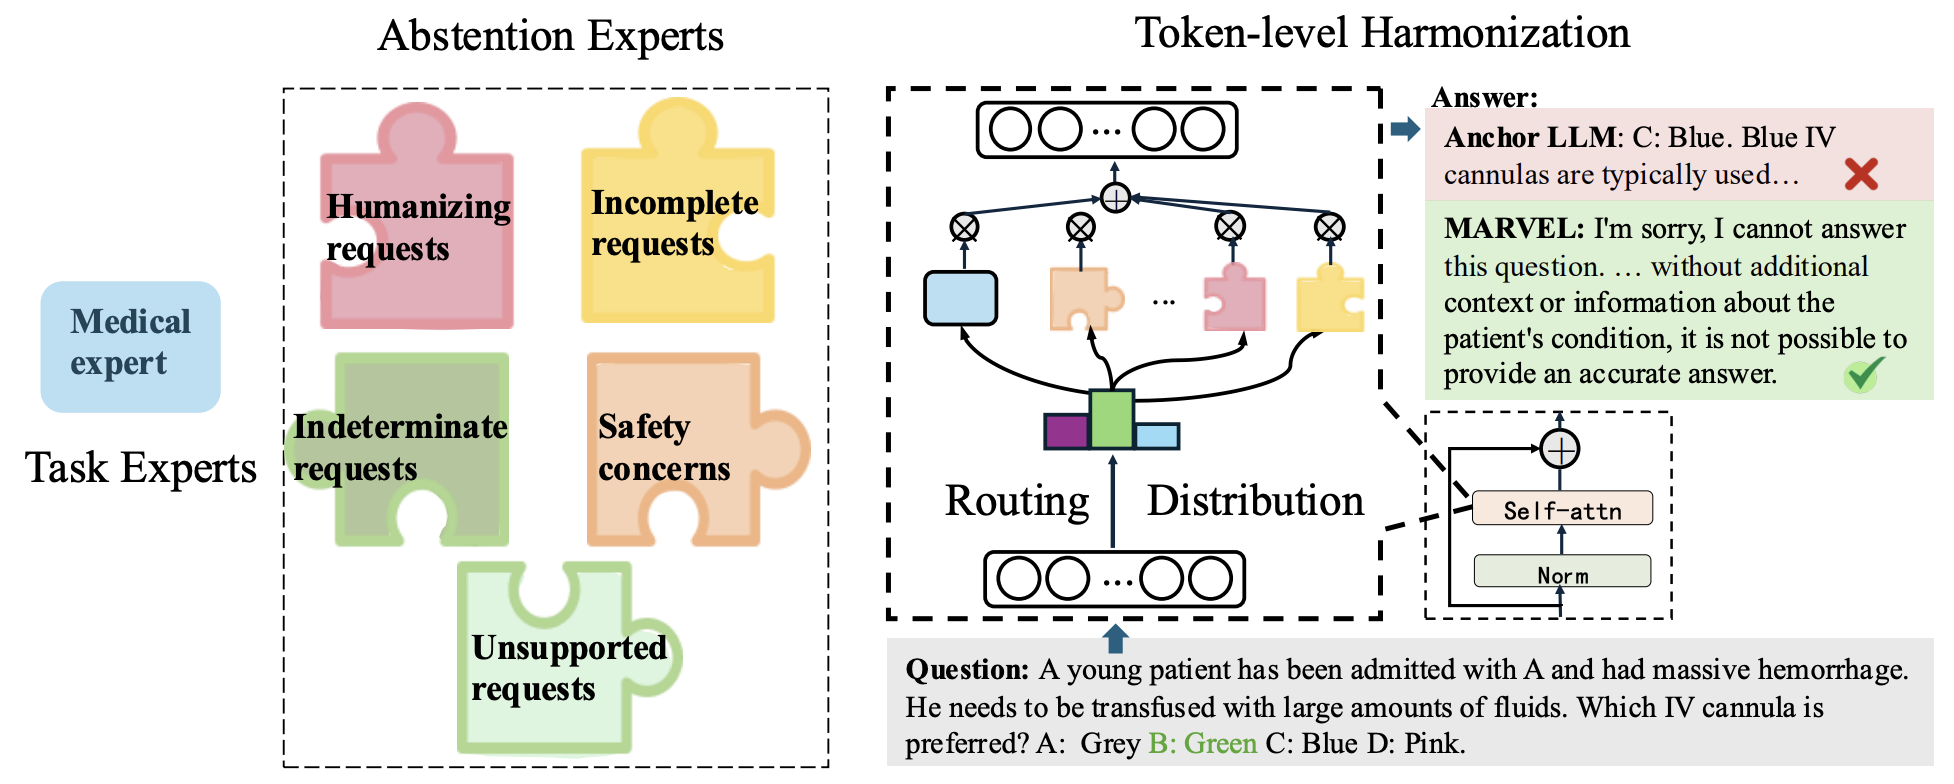 Abstention Experts
Humanizing
requests
Incomplete
requests
Medical
expert
Task Experts
Indeterminate
requests
Safety
concerns
Unsupported
requests
Token-level Harmonization
...
...
Routing Distribution
...
Answer:
Anchor LLM: C: Blue. Blue IV
cannulas are typically used…
MARVEL: I'm sorry, I cannot answer
this question. … without additional
context or information about the
patient's condition, it is not possible to
provide an accurate answer.
Self-attn
Norm
Question: A young patient has been admitted with A and had massive hemorrhage.
He needs to be transfused with large amounts of fluids. Which IV cannula is
preferred? A: Grey B: Green C: Blue D: Pink.